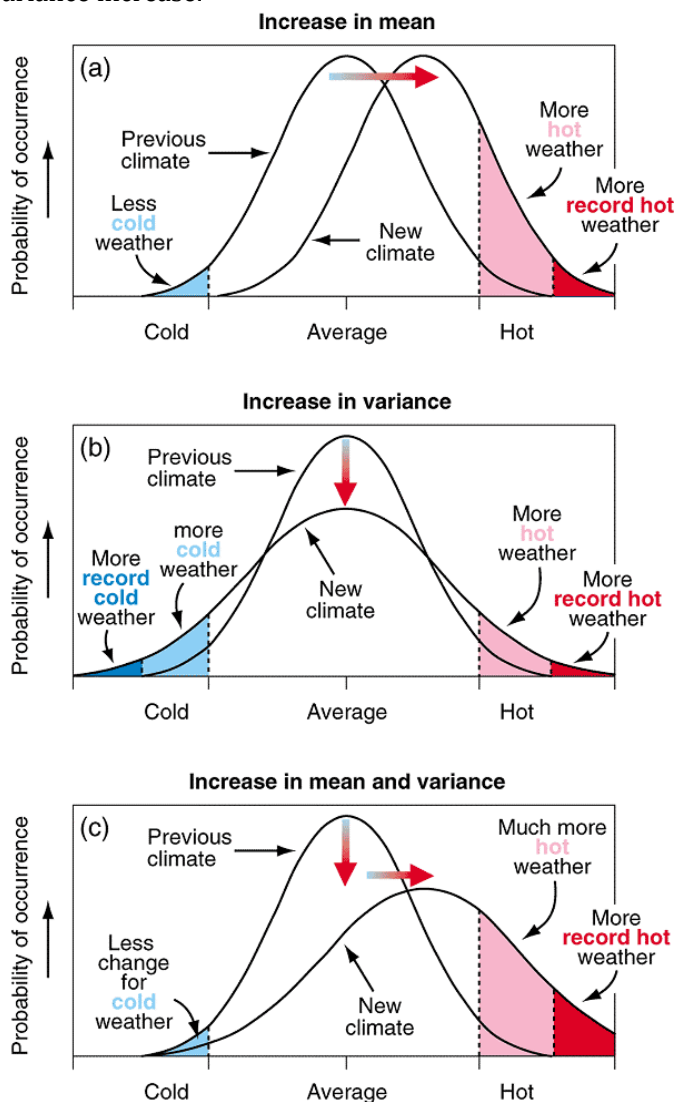 Increase in mean
(a)
Previous
climate
Less
cold
weather
New
climate
More
hot
weather
More
record hot
weather
Probability of occurrence
Cold
Average
Hot
Increase in variance
(b)
Previous
climate
more
cold
weather
More
record
cold
weather
New
climate
More
hot
weather
More
record hot
weather
Probability of occurrence
Cold
Average
Hot
Increase in mean and variance
(c)
Previous
climate
Less
change
for
cold
weather
New
climate
Much more
hot
weather
More
record hot
weather
Probability of occurrence
Cold
Average
Hot